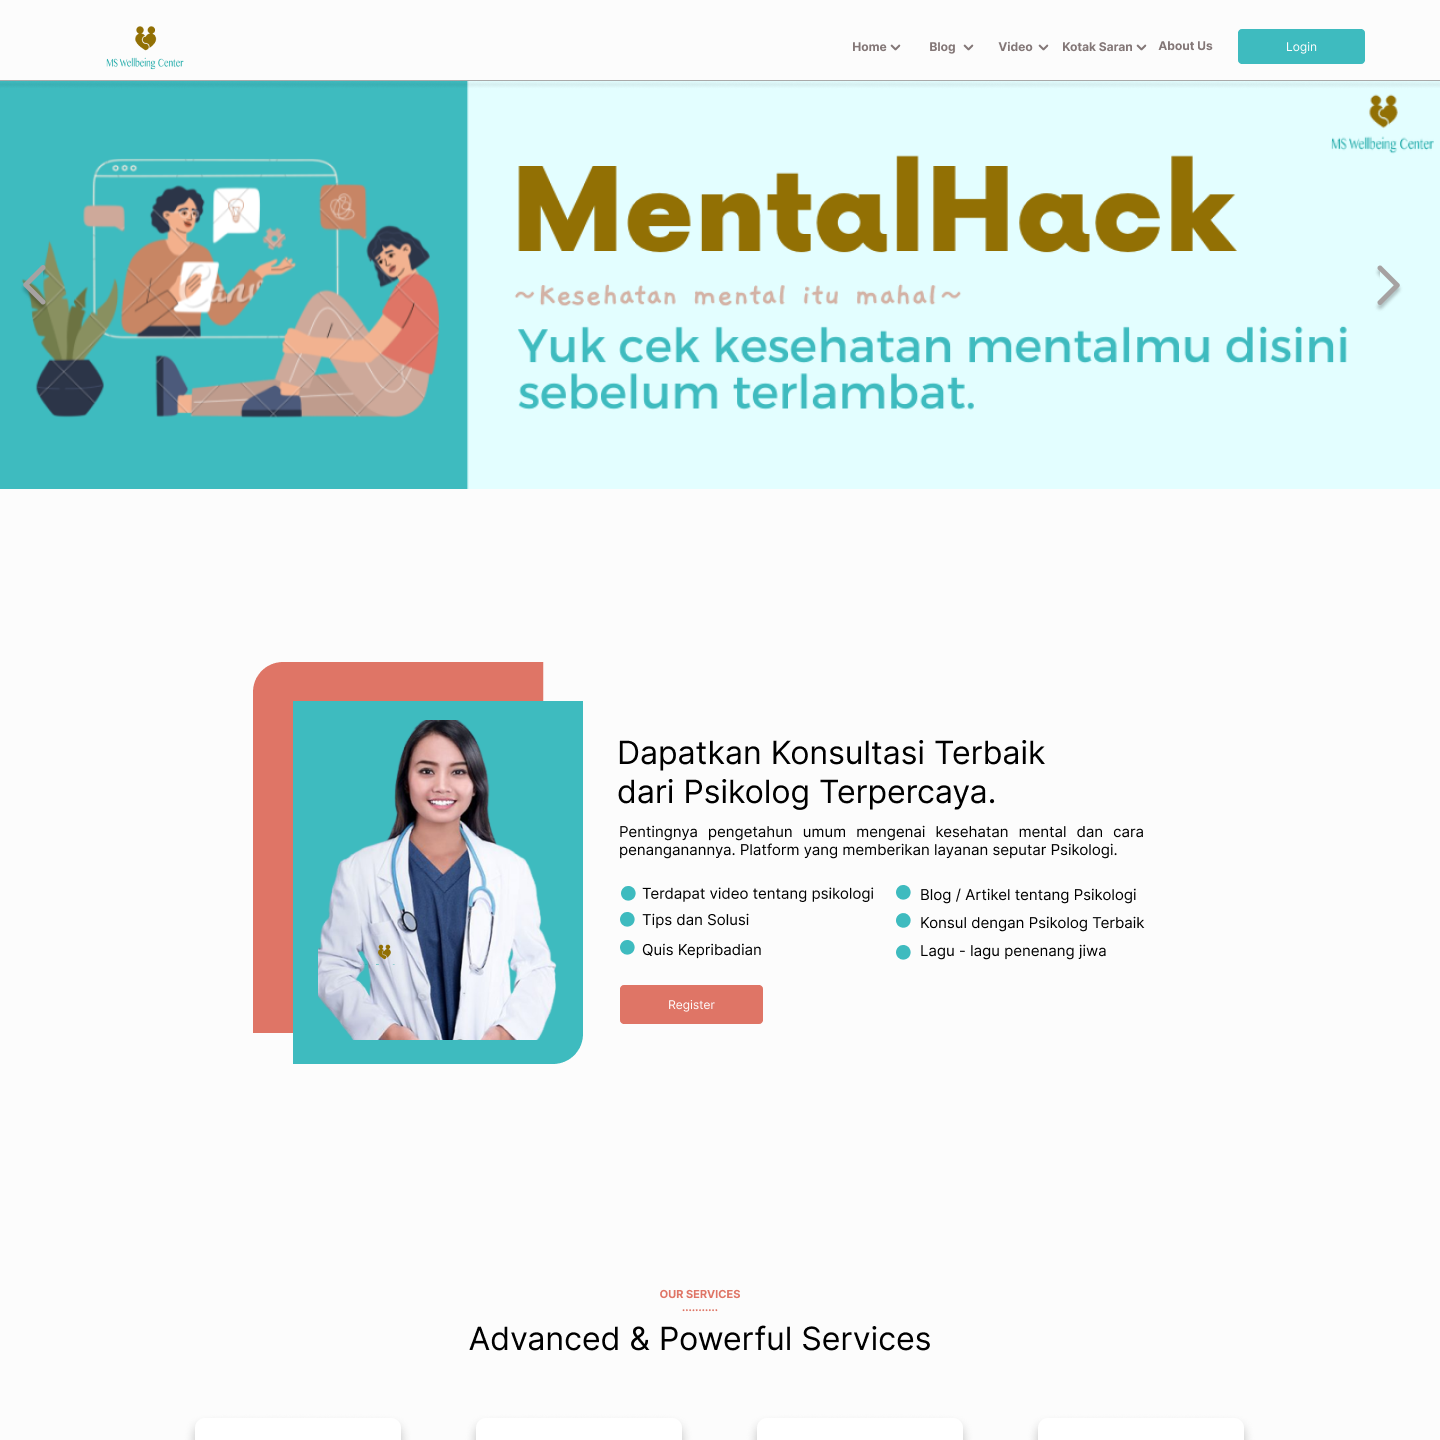 MS Wellbeing Center
Home
Blog
Video
Kotak Saran
About Us
Login
MS Wellbeing Center
MentalHack
~Kesehatan mental itu mahal~
Yuk cek kesehatan mentalmu disini
sebelum terlambat.
Dapatkan Konsultasi Terbaik
dari Psikolog Terpercaya.
Pentingnya pengetahun umum mengenai kesehatan mental dan cara
penanganannya. Platform yang memberikan layanan seputar Psikologi.
Terdapat video tentang psikologi
Tips dan Solusi
Quis Kepribadian
Blog / Artikel tentang Psikologi
Konsul dengan Psikolog Terbaik
Lagu - lagu penenang jiwa
Register
OUR SERVICES
...........
Advanced & Powerful Services